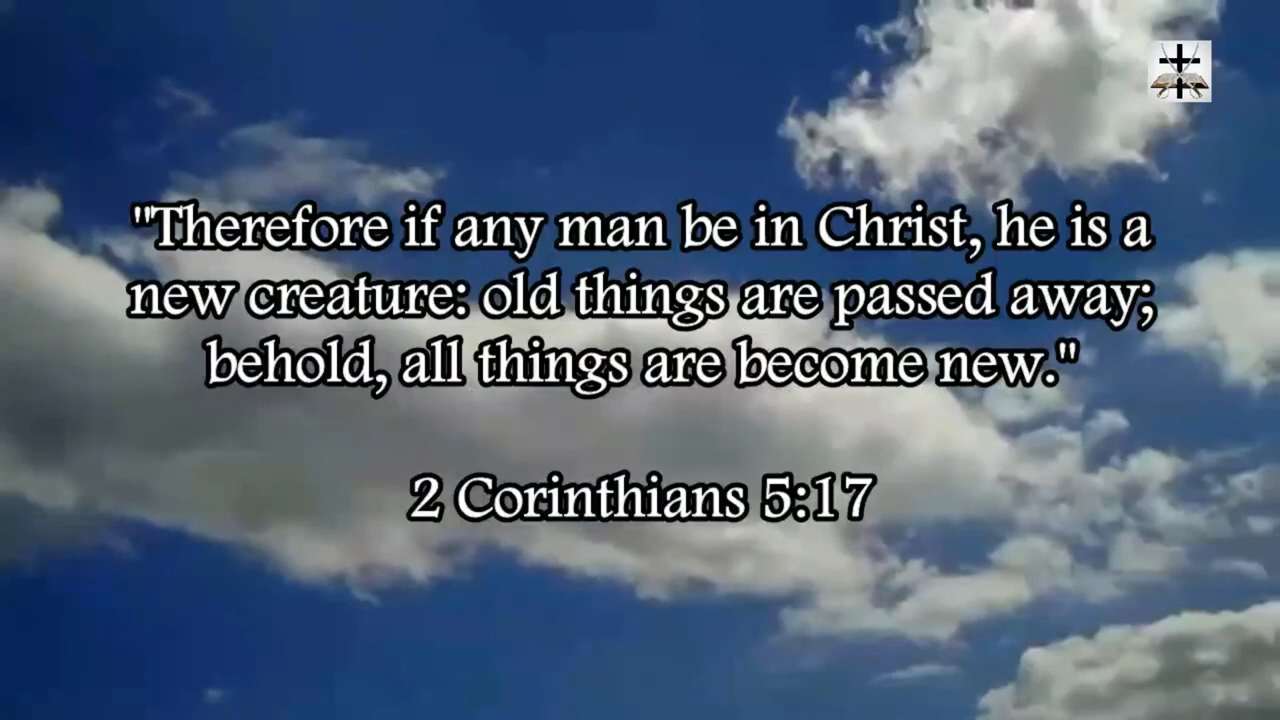 "Therefore if any man be in Christ, he is a
new creature: old things are passed away;
behold, all things are become new."
2 Corinthians 5:17